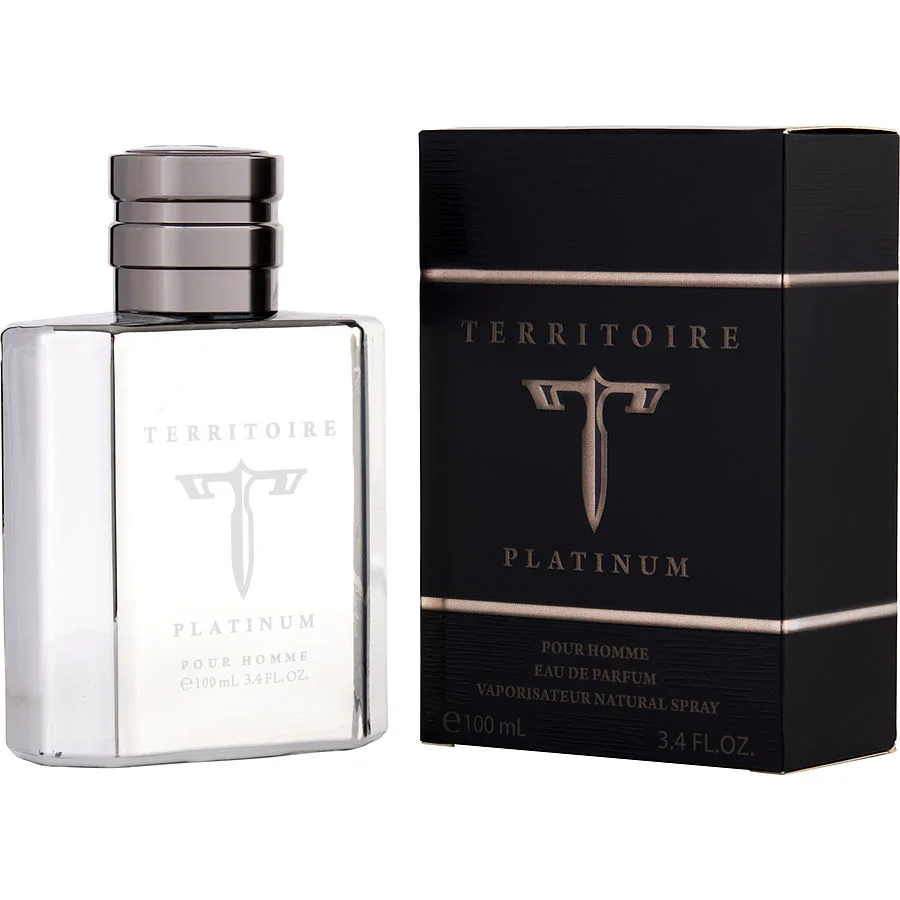 TERRITOIRE
PLATINUM
POUR HOMME
℮100 mL 3.4 FL.OZ.
TERRITOIRE
PLATINUM
POUR HOMME
EAU DE PARFUM
VAPORISATEUR NATURAL SPRAY
℮100 mL 3.4 FL.OZ.